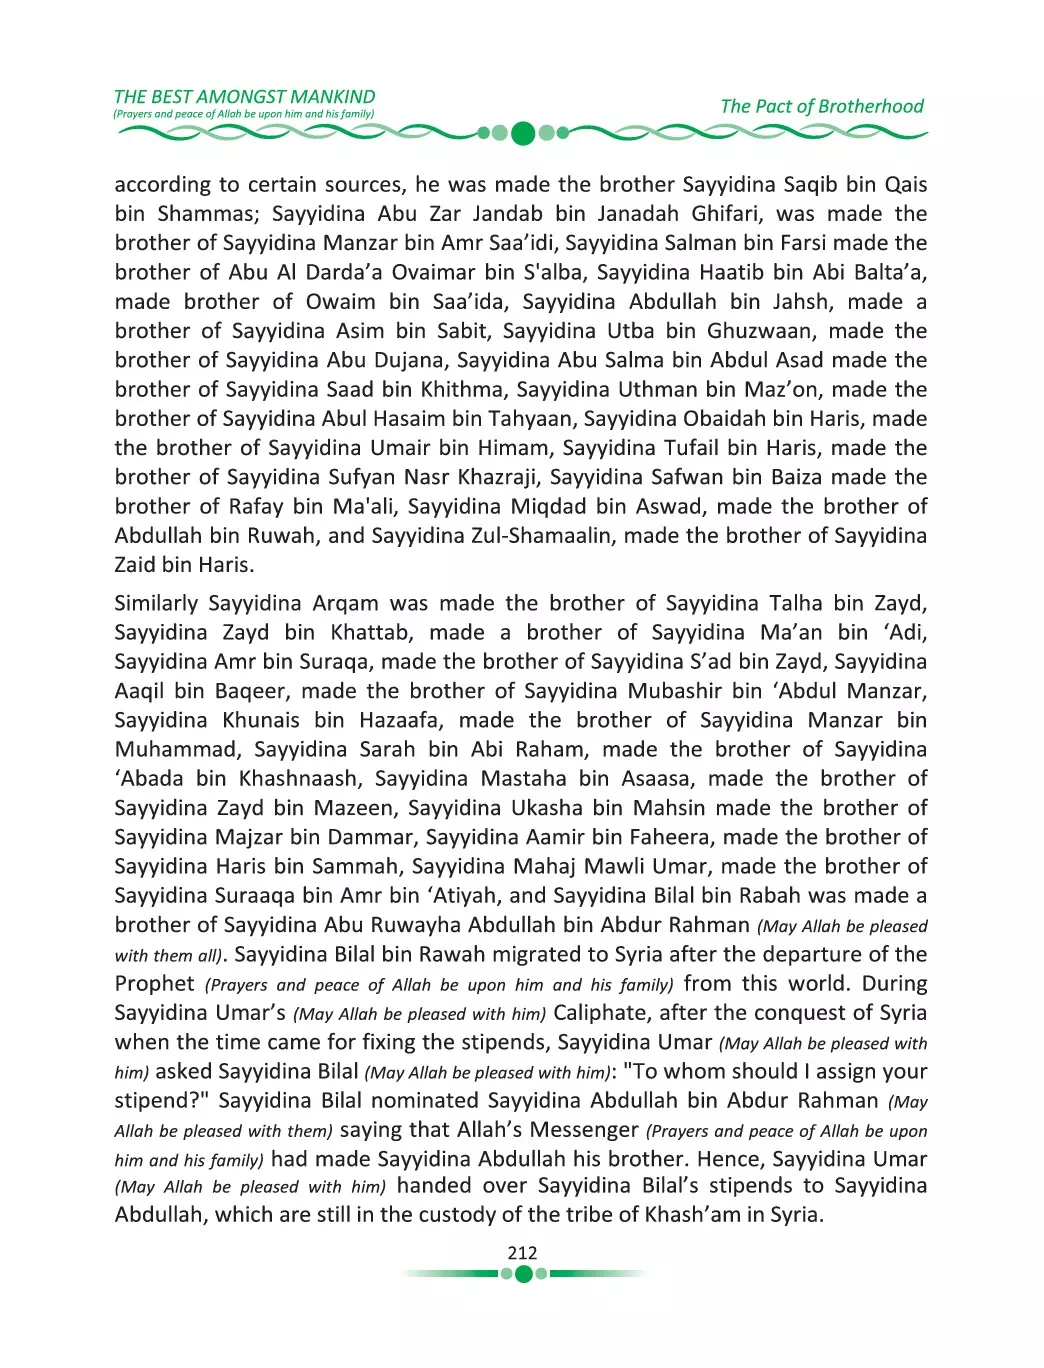 THE BEST AMONGST MANKIND
(Prayers and peace of Allah be upon him and his family)
The Pact of Brotherhood
according to certain sources, he was made the brother Sayyidina Saqib bin Qais
bin Shammas; Sayyidina Abu Zar Jandab bin Janadah Ghifari, was made the
brother of Sayyidina Manzar bin Amr Saa’idi, Sayyidina Salman bin Farsi made the
brother of Abu Al Darda’a Ovaimar bin S'alba, Sayyidina Haatib bin Abi Balta’a,
made brother of Owaim bin Saa’ida, Sayyidina Abdullah bin Jahsh, made a
brother of Sayyidina Asim bin Sabit, Sayyidina Utba bin Ghuzwaan, made the
brother of Sayyidina Abu Dujana, Sayyidina Abu Salma bin Abdul Asad made the
brother of Sayyidina Saad bin Khithma, Sayyidina Uthman bin Maz’on, made the
brother of Sayyidina Abul Hasaim bin Tahyaan, Sayyidina Obaidah bin Haris, made
the brother of Sayyidina Umair bin Himam, Sayyidina Tufail bin Haris, made the
brother of Sayyidina Sufyan Nasr Khazraji, Sayyidina Safwan bin Baiza made the
brother of Rafay bin Ma'ali, Sayyidina Miqdad bin Aswad, made the brother of
Abdullah bin Ruwah, and Sayyidina Zul-Shamaalin, made the brother of Sayyidina
Zaid bin Haris.
Similarly Sayyidina Arqam was made the brother of Sayyidina Talha bin Zayd,
Sayyidina Zayd bin Khattab, made a brother of Sayyidina Ma’an bin ‘Adi,
Sayyidina Amr bin Suraqa, made the brother of Sayyidina S’ad bin Zayd, Sayyidina
Aaqil bin Baqeer, made the brother of Sayyidina Mubashir bin ‘Abdul Manzar,
Sayyidina Khunais bin Hazaafa, made the brother of Sayyidina Manzar bin
Muhammad, Sayyidina Sarah bin Abi Raham, made the brother of Sayyidina
‘Abada bin Khashnaash, Sayyidina Mastaha bin Asaasa, made the brother of
Sayyidina Zayd bin Mazeen, Sayyidina Ukasha bin Mahsin made the brother of
Sayyidina Majzar bin Dammar, Sayyidina Aamir bin Faheera, made the brother of
Sayyidina Haris bin Sammah, Sayyidina Mahaj Mawli Umar, made the brother of
Sayyidina Suraaqa bin Amr bin ‘Atiyah, and Sayyidina Bilal bin Rabah was made a
brother of Sayyidina Abu Ruwayha Abdullah bin Abdur Rahman (May Allah be pleased
with them all). Sayyidina Bilal bin Rawah migrated to Syria after the departure of the
Prophet (Prayers and peace of Allah be upon him and his family) from this world. During
Sayyidina Umar’s (May Allah be pleased with him) Caliphate, after the conquest of Syria
when the time came for fixing the stipends, Sayyidina Umar (May Allah be pleased with
him) asked Sayyidina Bilal (May Allah be pleased with him): "To whom should I assign your
stipend?" Sayyidina Bilal nominated Sayyidina Abdullah bin Abdur Rahman (May
Allah be pleased with them) saying that Allah’s Messenger (Prayers and peace of Allah be upon
him and his family) had made Sayyidina Abdullah his brother. Hence, Sayyidina Umar
(May Allah be pleased with him) handed over Sayyidina Bilal’s stipends to Sayyidina
Abdullah, which are still in the custody of the tribe of Khash’am in Syria.
212